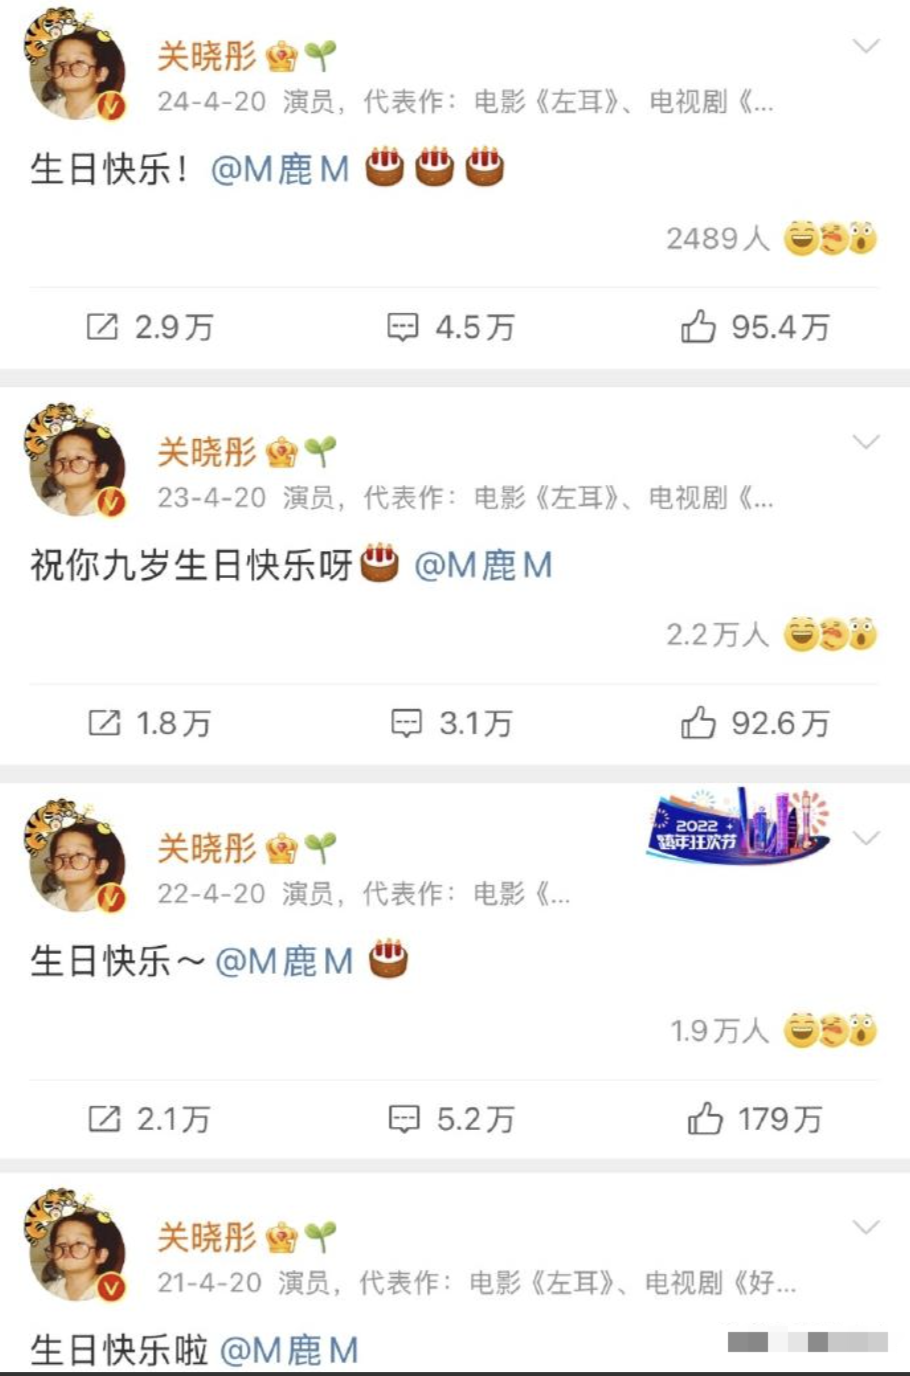 关晓彤
24-4-20 演员，代表作：电影《左耳》、电视剧《...
生日快乐！@M鹿M
2489人
2.9万 4.5万 95.4万
关晓彤
23-4-20 演员，代表作：电影《左耳》、电视剧《...
祝你九岁生日快乐呀 @M鹿M
2.2万人
1.8万 3.1万 92.6万
关晓彤
2022
跨年狂欢节
22-4-20 演员，代表作：电影《...
生日快乐～ @M鹿M
1.9万人
2.1万 5.2万 179万
关晓彤
21-4-20 演员，代表作：电影《左耳》、电视剧《好...
生日快乐啦 @M鹿M